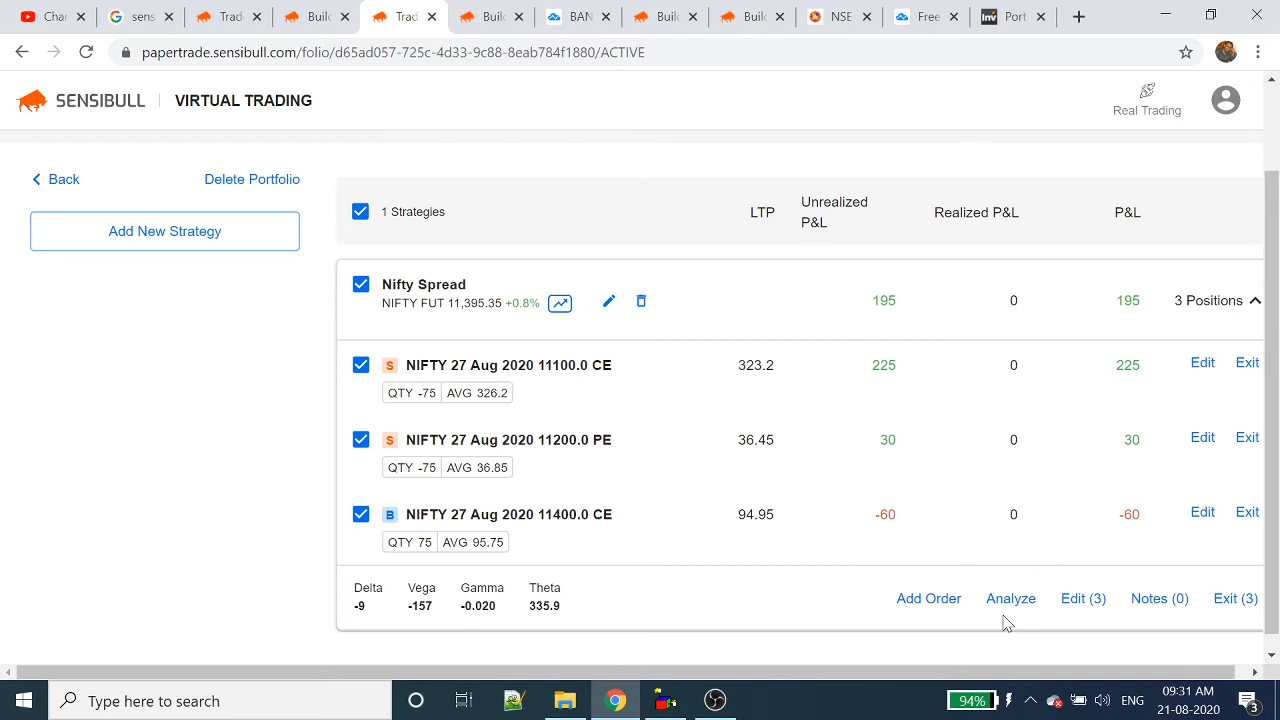 Char
sens
Trad
Build
Trad
Build
BAN
Build
Build
NSE
Free
Inv Port
papertrade.sensibull.com/folio/d65ad057-725c-4d33-9c88-8eab784f1880/ACTIVE
SENSIBULL VIRTUAL TRADING
Real Trading
Back
Delete Portfolio
Add New Strategy
1 Strategies
LTP
Unrealized
P&L
Realized P&L
P&L
Nifty Spread
NIFTY FUT 11,395.35 +0.8%
195
0
195
3 Positions
S NIFTY 27 Aug 2020 11100.0 CE
323.2
225
0
225
Edit
Exit
QTY -75 AVG 326.2
S NIFTY 27 Aug 2020 11200.0 PE
36.45
30
0
30
Edit
Exit
QTY -75 AVG 36.85
B NIFTY 27 Aug 2020 11400.0 CE
94.95
-60
0
-60
Edit
Exit
QTY 75 AVG 95.75
Delta
Vega
Gamma
Theta
-9
-157
-0.020
335.9
Add Order
Analyze
Edit (3)
Notes (0)
Exit (3)
Type here to search
94%
ENG
09:31 AM
21-08-2020
3